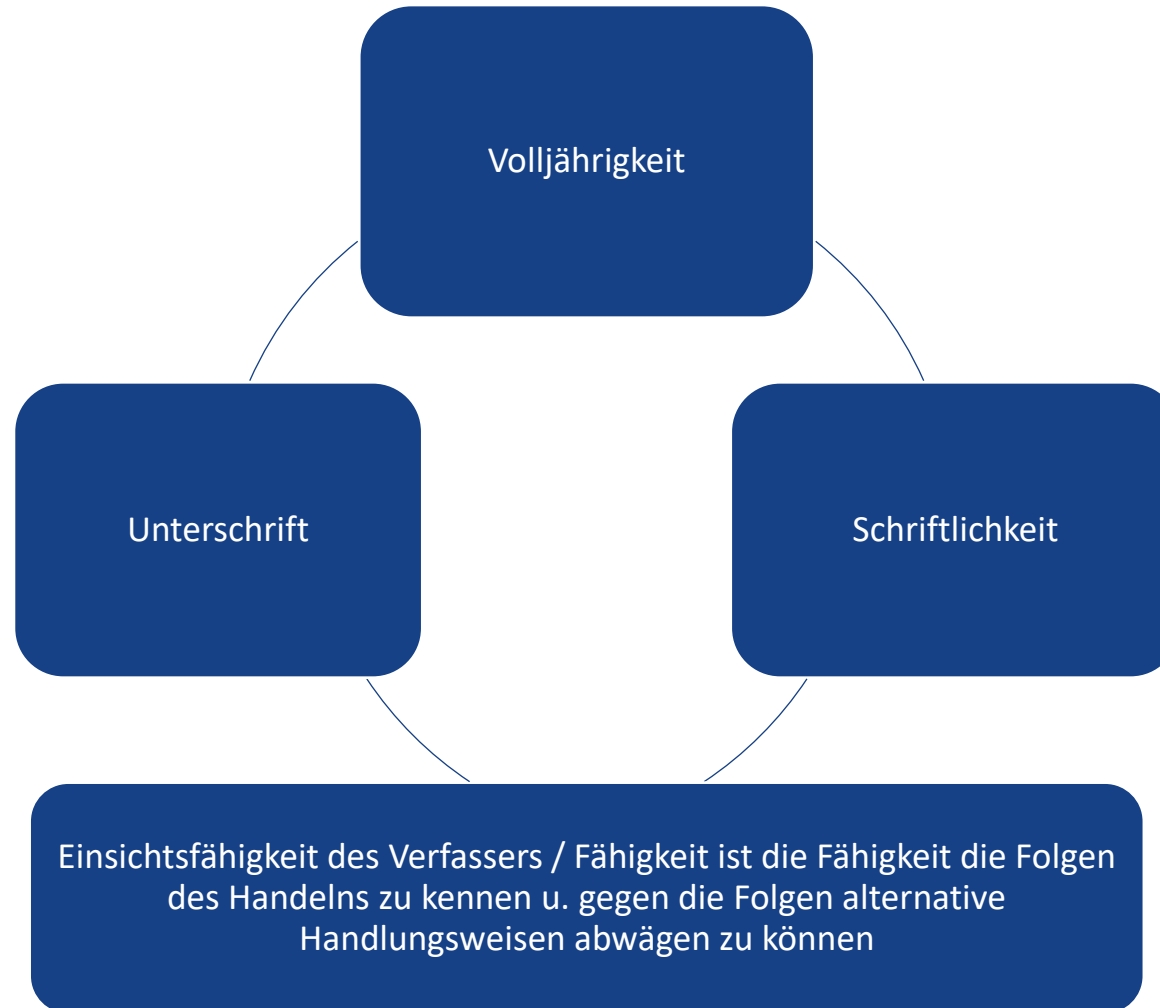 Volljährigkeit
Unterschrift
Schriftlichkeit
Einsichtsfähigkeit des Verfassers / Fähigkeit ist die Fähigkeit die Folgen
des Handelns zu kennen u. gegen die Folgen alternative
Handlungsweisen abwägen zu können